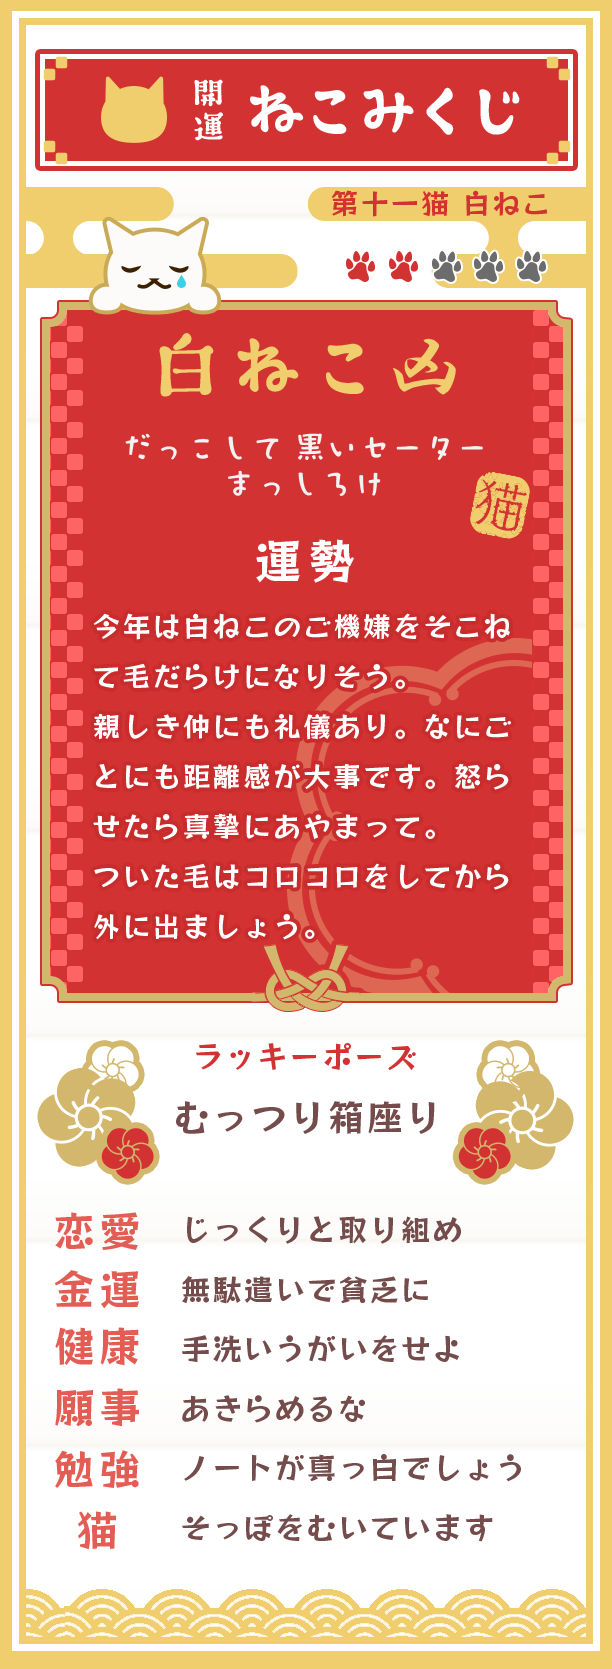 開運 ねこみくじ
第十一猫 白ねこ
白ねこ 凶
だっこして 黒いセーター
まっしろけ
猫
運勢
今年は白ねこのご機嫌をそこね
て毛だらけになりそう。
親しき仲にも礼儀あり。なにご
とにも距離感が大事です。怒ら
せたら真摯にあやまって。
ついた毛はコロコロをしてから
外に出ましょう。
ラッキーポーズ
むっつり箱座り
恋愛 じっくりと取り組め
金運 無駄遣いで貧乏に
健康 手洗いうがいをせよ
願事 あきらめるな
勉強 ノートが真っ白でしょう
猫 そっぽをむいています